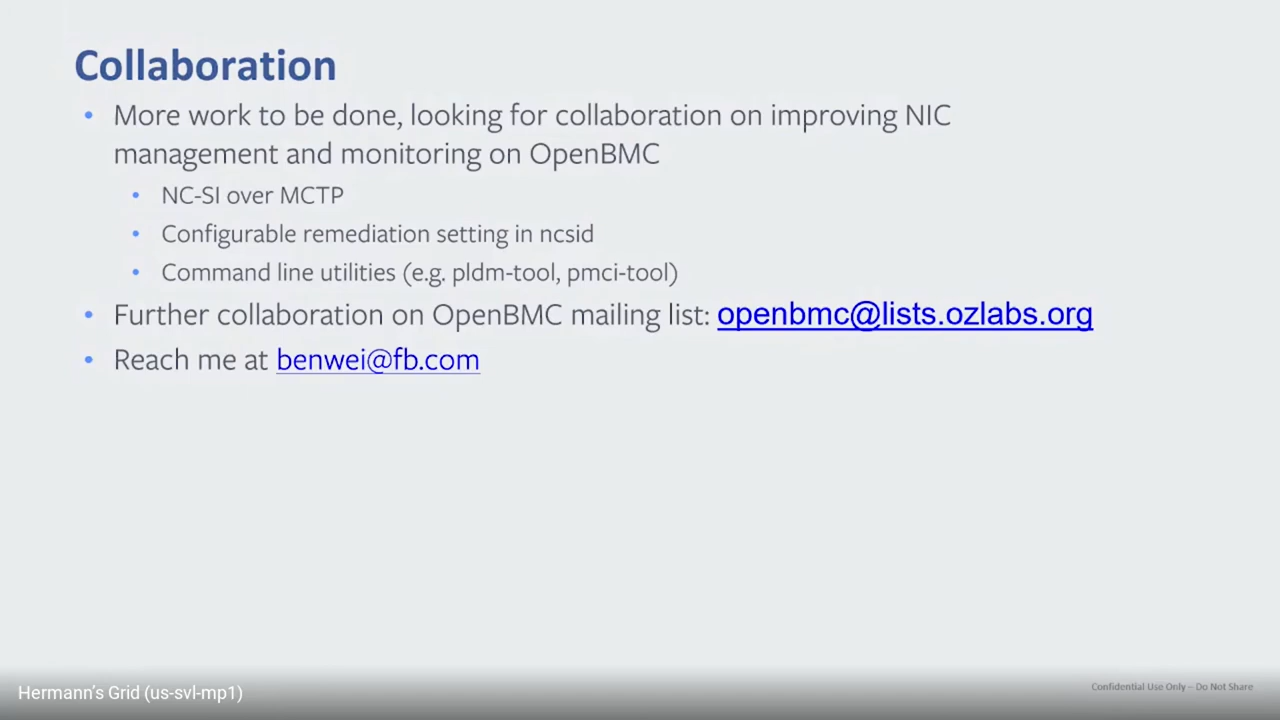 Collaboration
• More work to be done, looking for collaboration on improving NIC
management and monitoring on OpenBMC
• NC-SI over MCTP
• Configurable remediation setting in ncsid
• Command line utilities (e.g. pldm-tool, pmci-tool)
• Further collaboration on OpenBMC mailing list: openbmc@lists.ozlabs.org
• Reach me at benwei@fb.com
Hermann's Grid (us-svl-mp1)
Confidential Use Only – Do Not Share